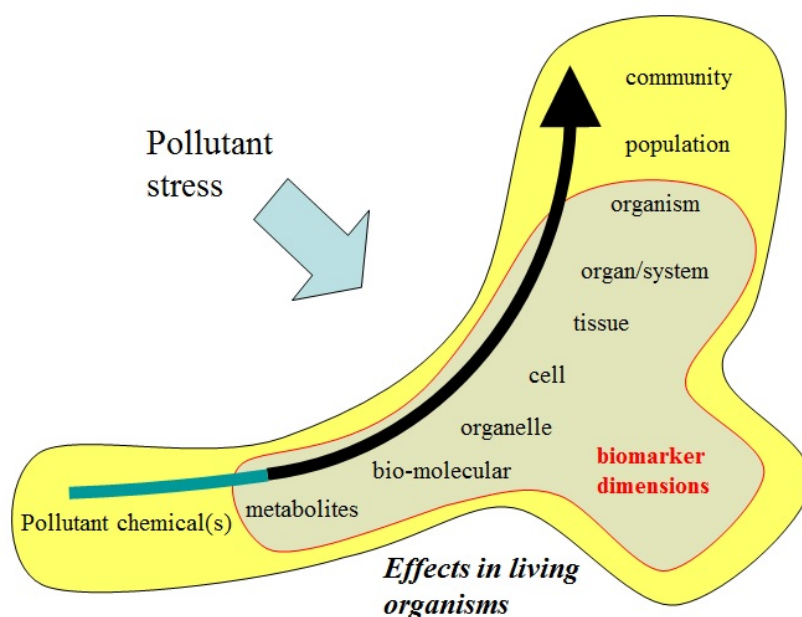 community
Pollutant
stress
population
organism
organ/system
tissue
cell
organelle
biomarker
dimensions
bio-molecular
metabolites
Pollutant chemical(s)
Effects in living
organisms